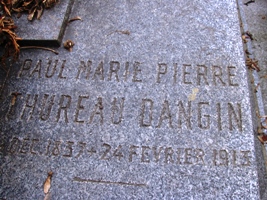 PAUL MARIE PIERRE
THUREAU DANGIN
DEC 1837 - 24 FEVRIER 1913